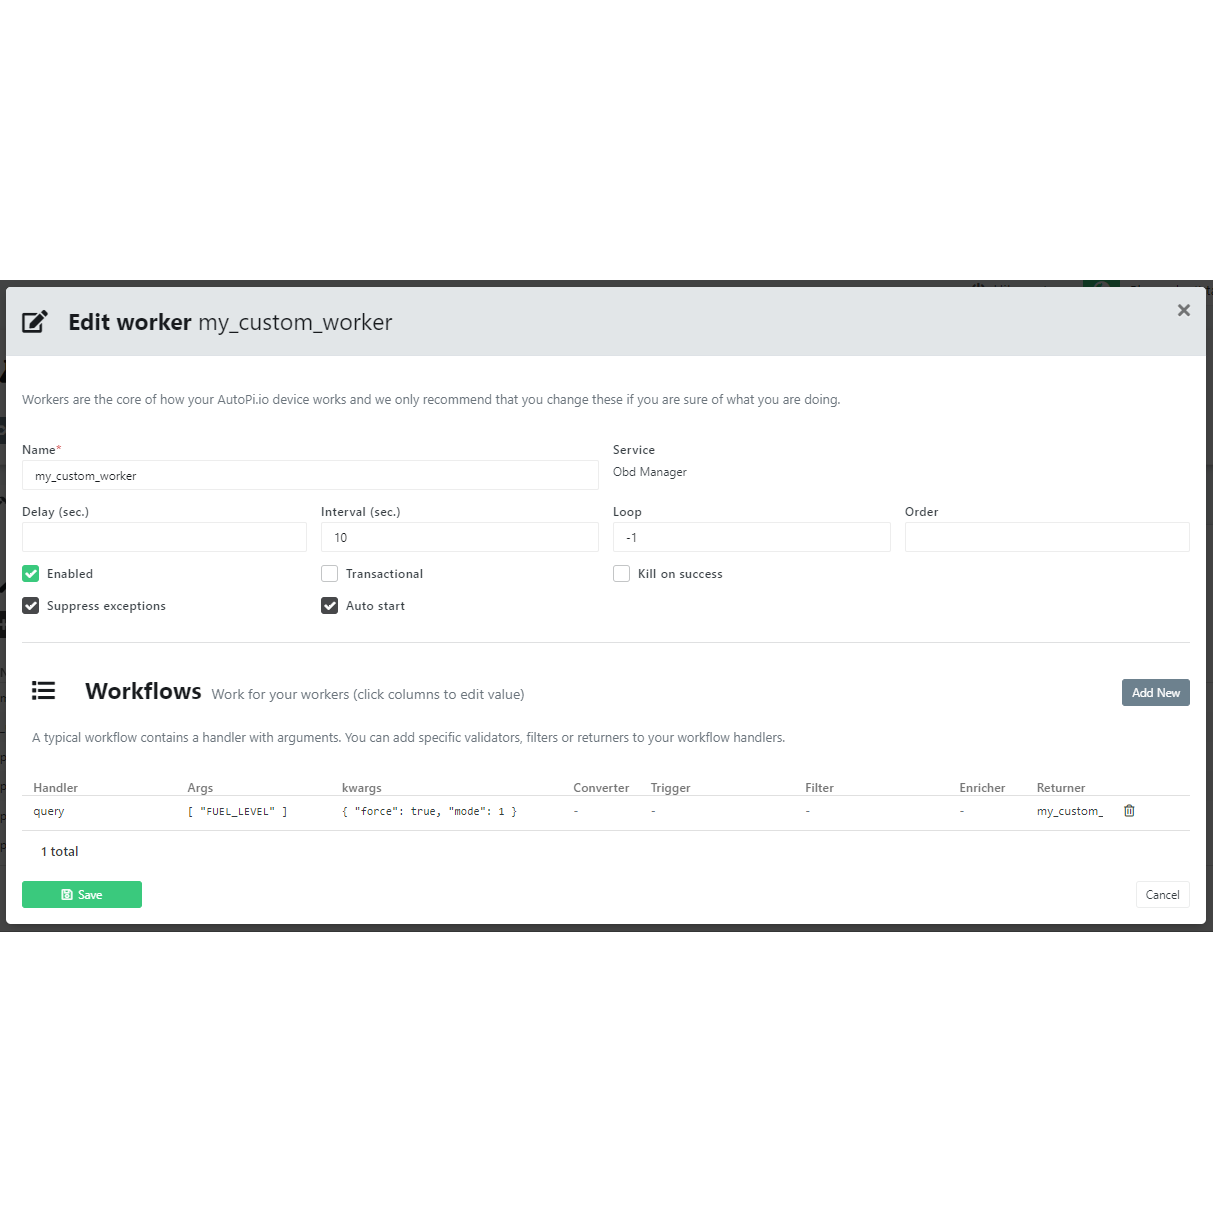 Edit worker my_custom_worker
×
Workers are the core of how your AutoPi.io device works and we only recommend that you change these if you are sure of what you are doing.
Name*
Service
my_custom_worker
Obd Manager
Delay (sec.) Interval (sec.) Loop Order
10 -1
Enabled Transactional Kill on success
Suppress exceptions Auto start
Workflows Work for your workers (click columns to edit value)
Add New
A typical workflow contains a handler with arguments. You can add specific validators, filters or returners to your workflow handlers.
Handler Args kwargs Converter Trigger Filter Enricher Returner
query [ "FUEL_LEVEL" ] { "force": true, "mode": 1 } - - - - my_custom_
1 total
Save
Cancel